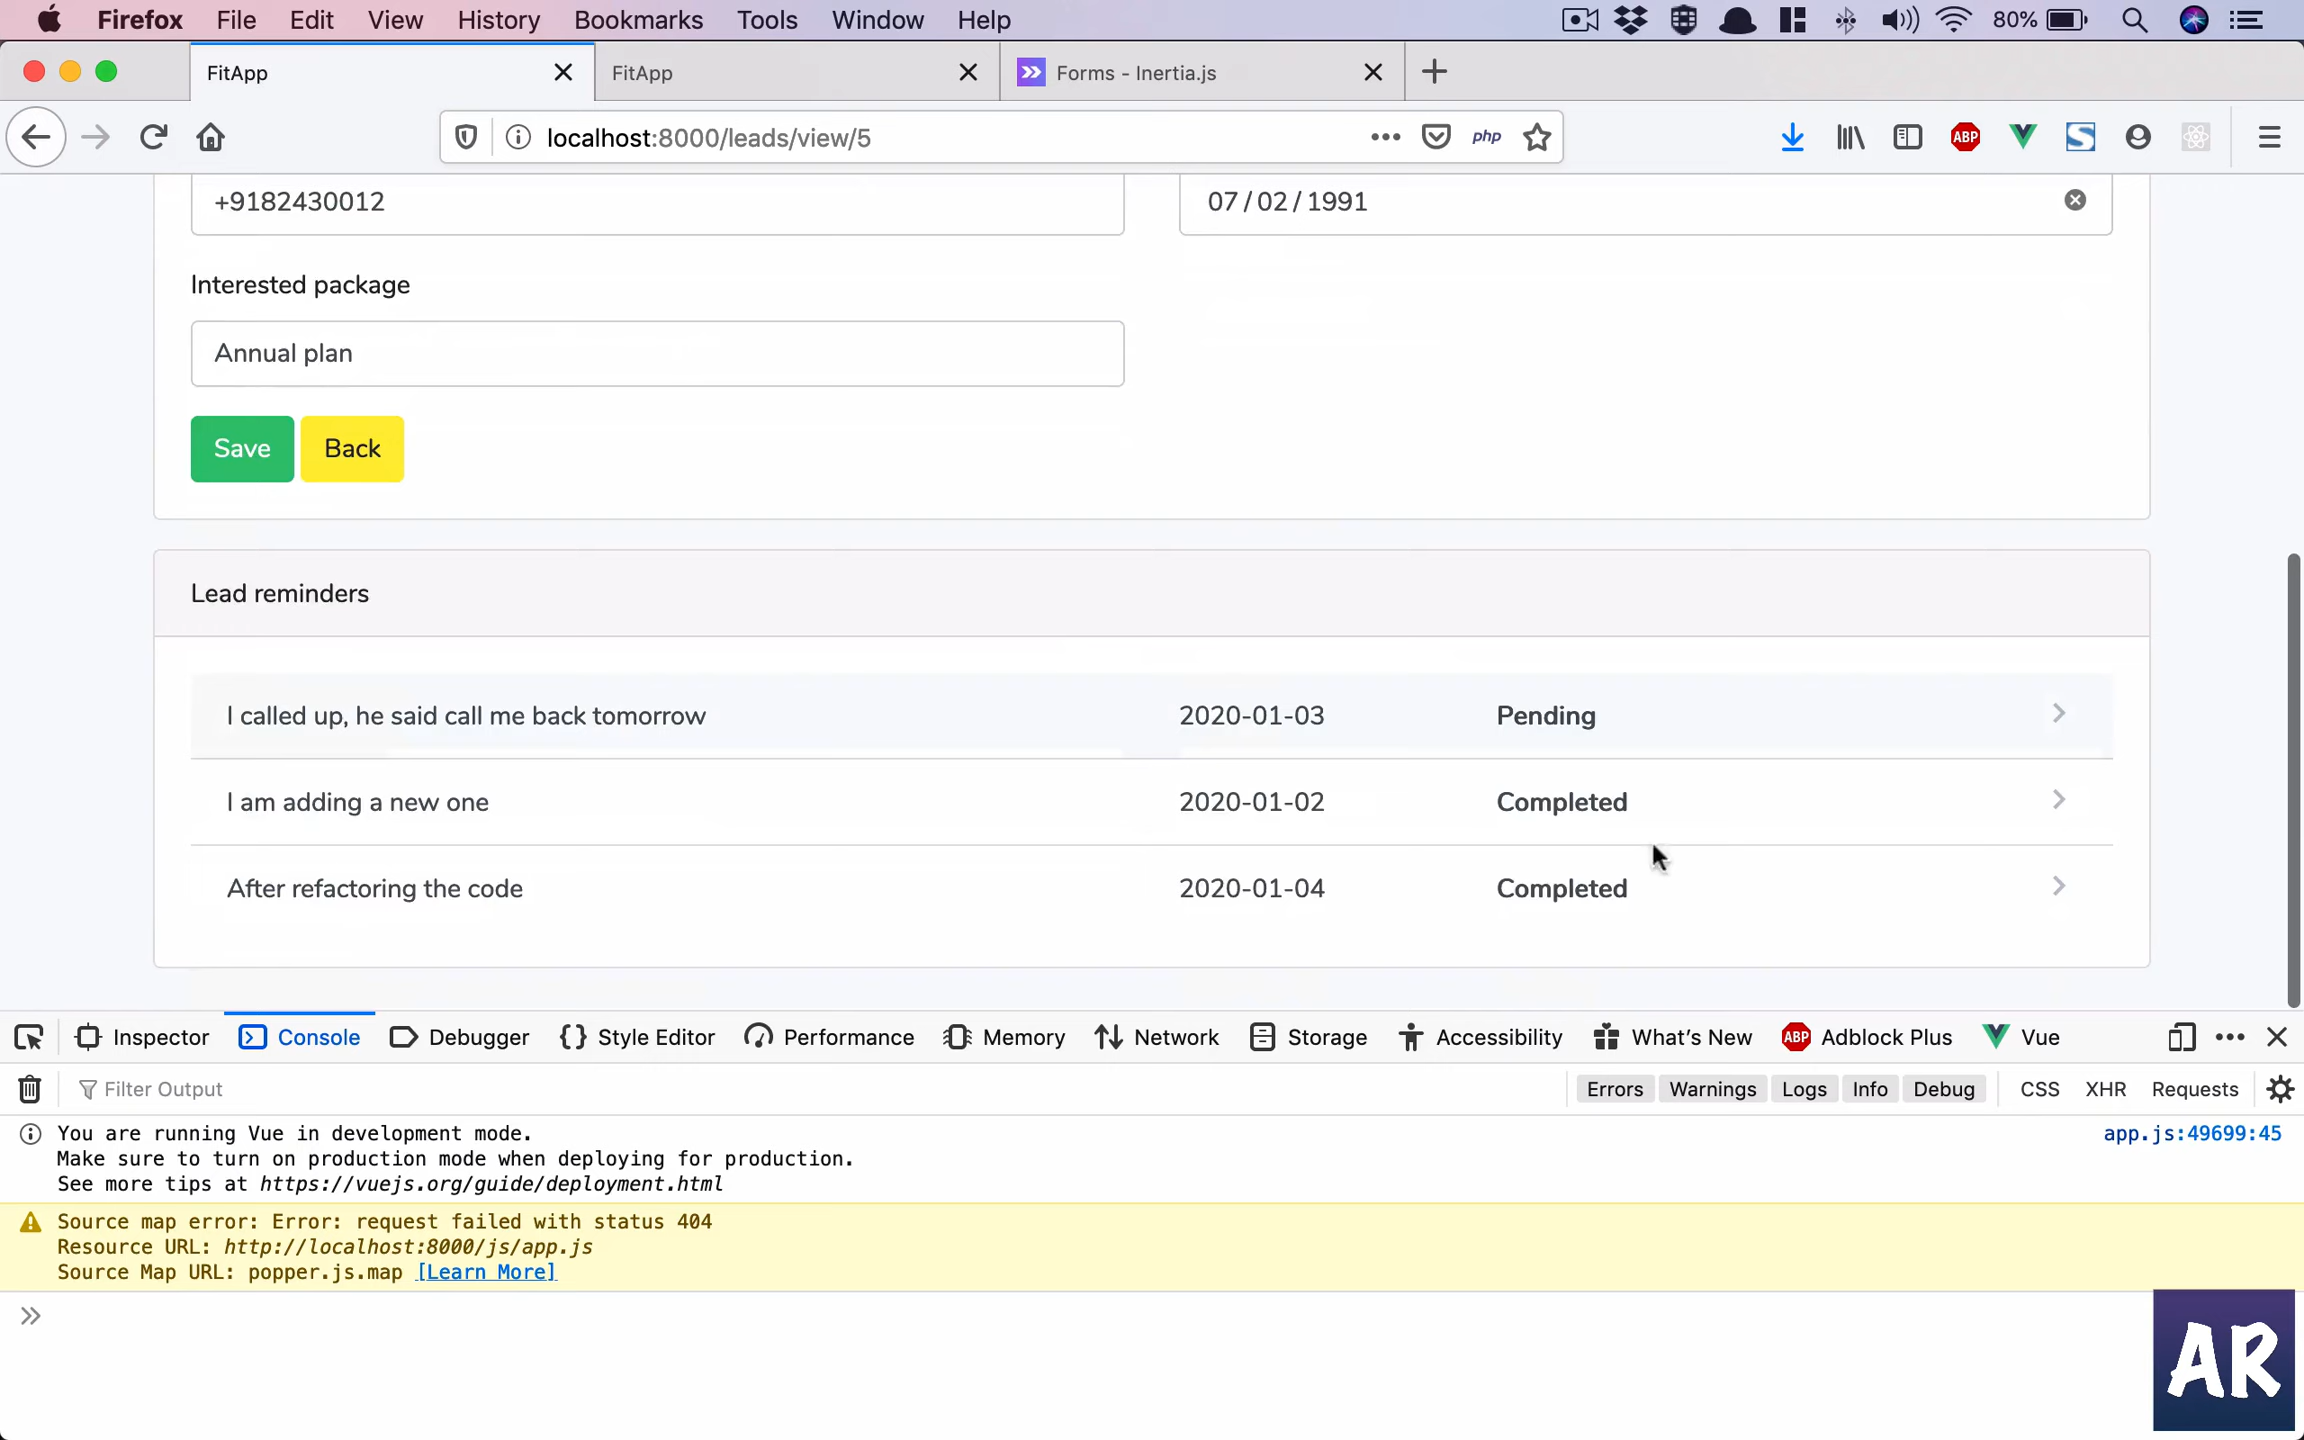 Firefox File Edit View History Bookmarks Tools Window Help 80%
FitApp FitApp Forms - Inertia.js
localhost:8000/leads/view/5 php ABP
+9182430012 07/02/1991
Interested package
Annual plan
Save Back
Lead reminders
I called up, he said call me back tomorrow 2020-01-03 Pending
I am adding a new one 2020-01-02 Completed
After refactoring the code 2020-01-04 Completed
Inspector Console Debugger {} Style Editor Performance Memory Network Storage Accessibility What's New ABP Adblock Plus Vue
Filter Output Errors Warnings Logs Info Debug CSS XHR Requests
You are running Vue in development mode. app.js:49699:45
Make sure to turn on production mode when deploying for production.
See more tips at https://vuejs.org/guide/deployment.html
Source map error: Error: request failed with status 404
Resource URL: http://localhost:8000/js/app.js
Source Map URL: popper.js.map [Learn More]
AR